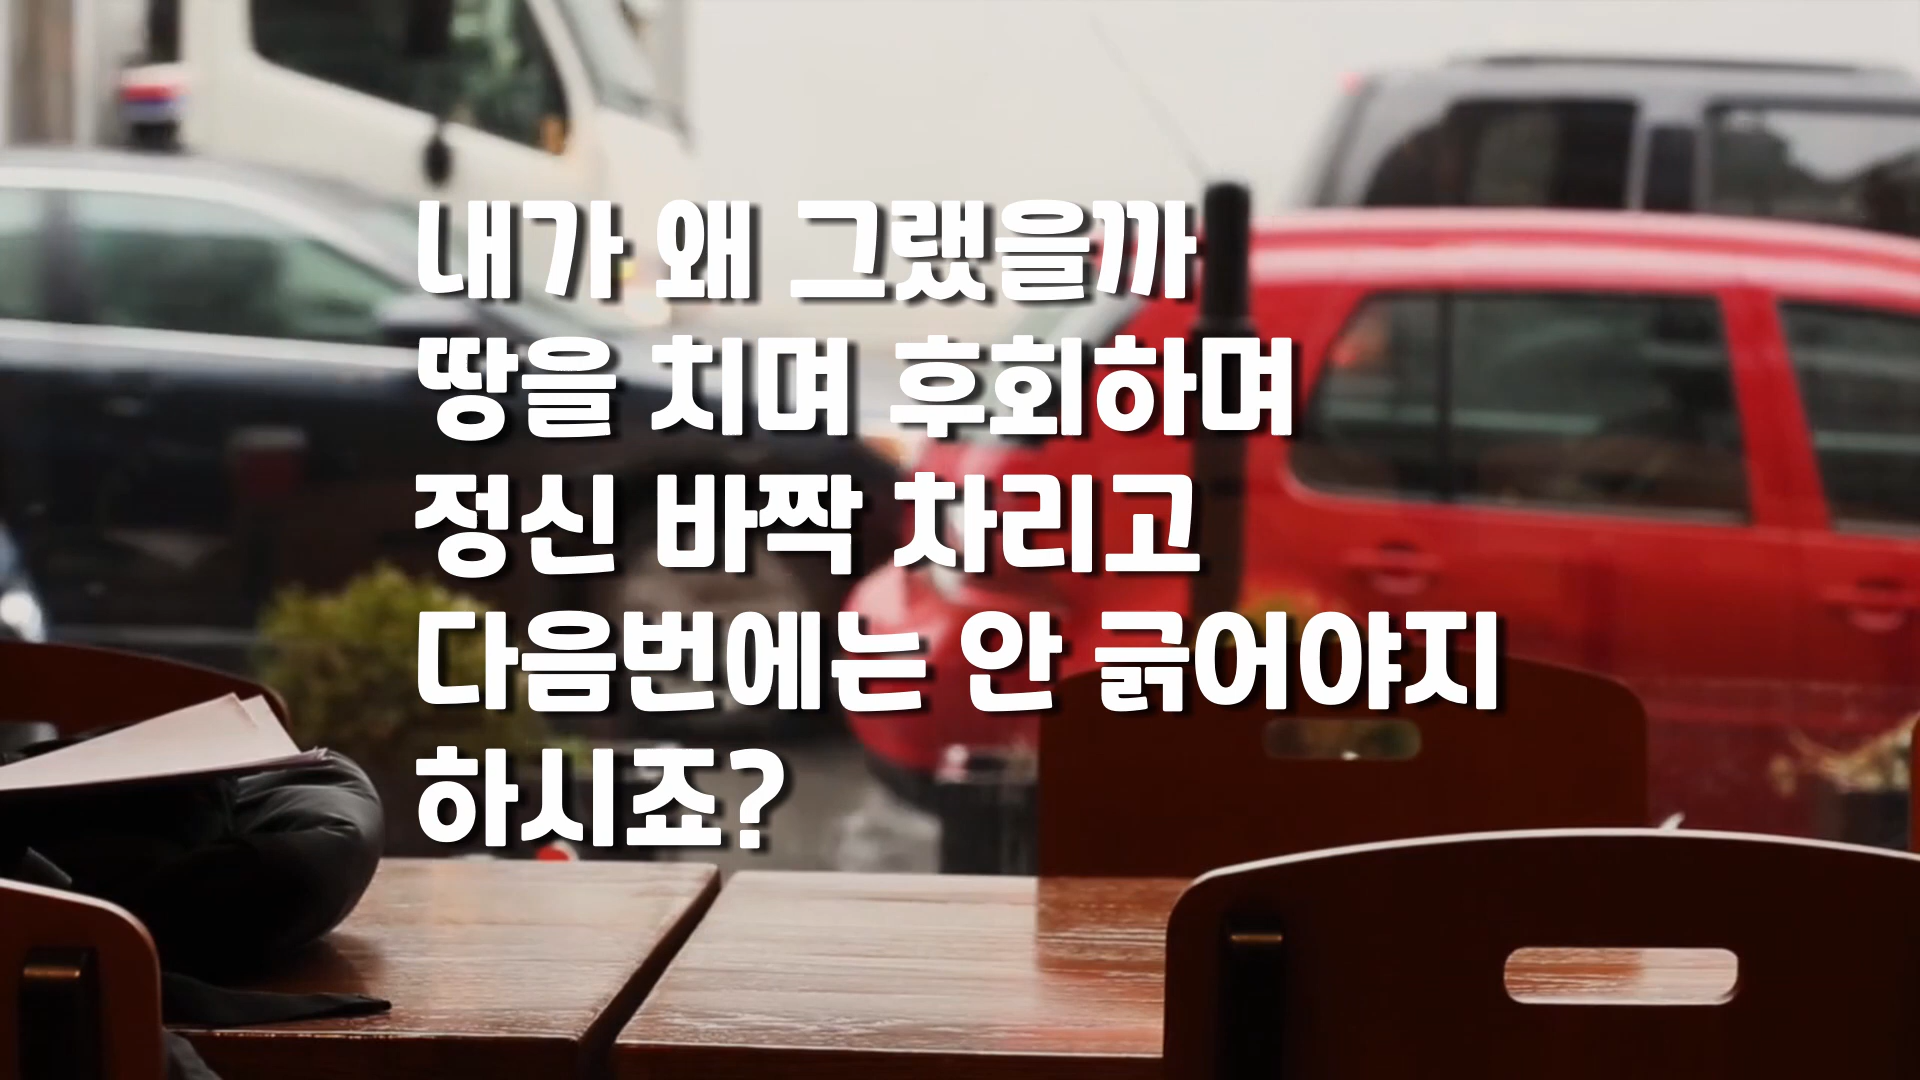 내가 왜 그랬을까
땅을 치며 후회하며
정신 바짝 차리고
다음번에는 안 긁어야지
하시죠?